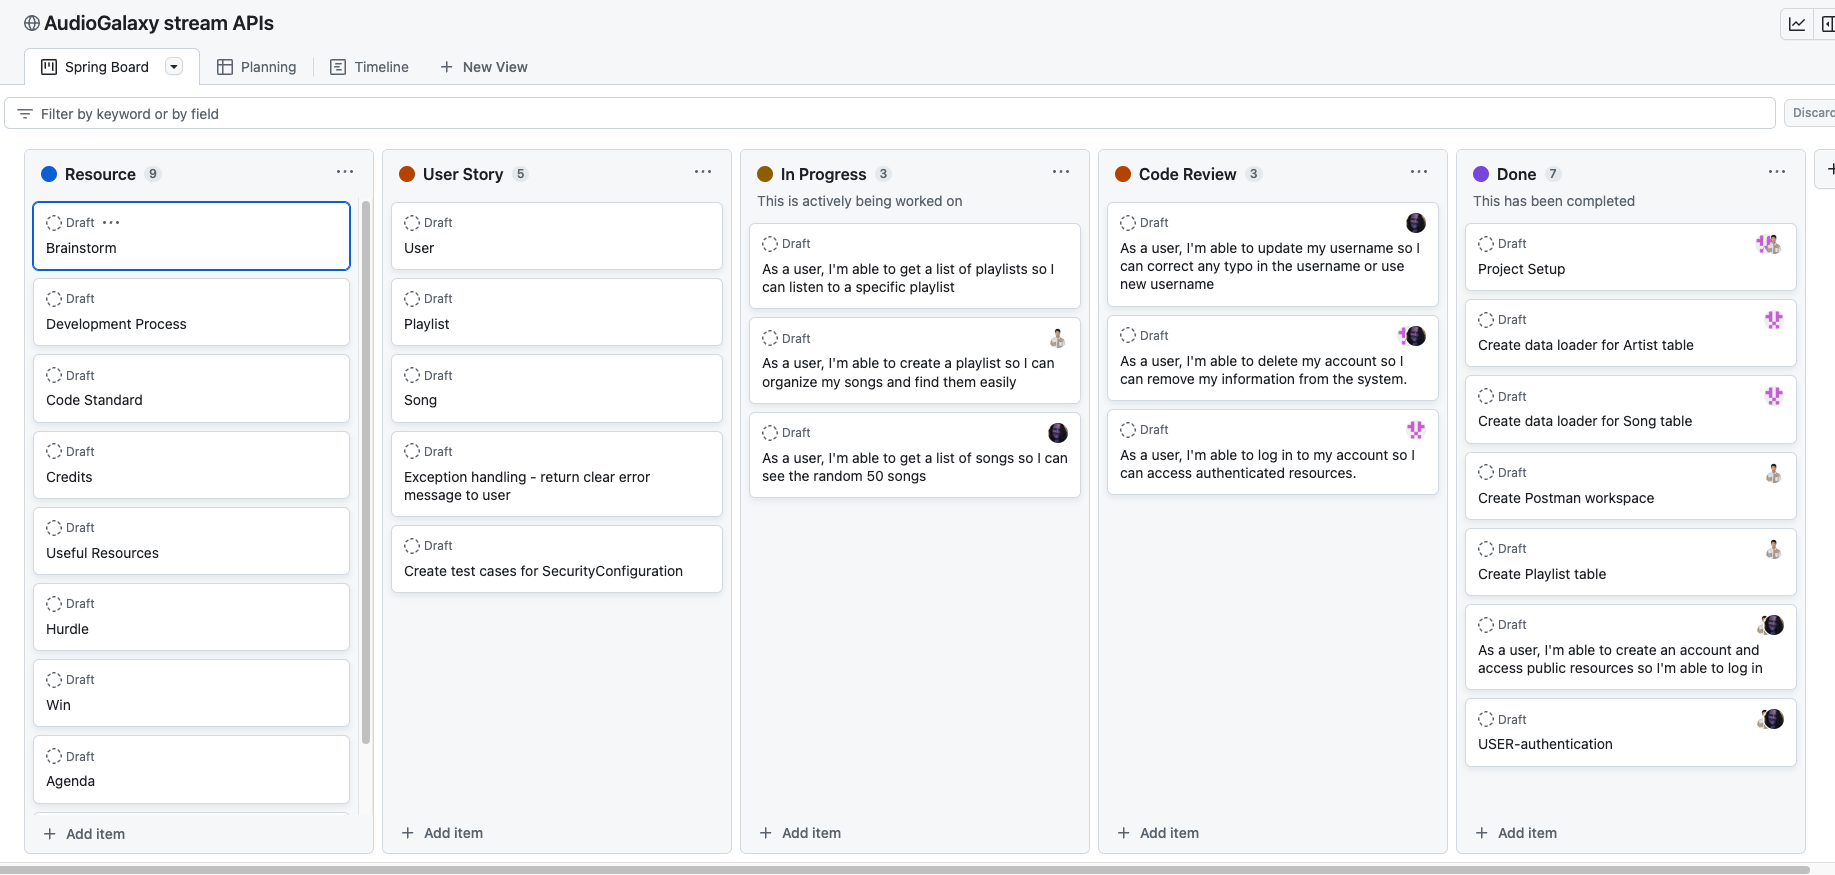 AudioGalaxy stream APIs
Spring Board
Planning
Timeline
New View
Filter by keyword or by field
Discard
Resource 9
Draft
Brainstorm
Draft
Development Process
Draft
Code Standard
Draft
Credits
Draft
Useful Resources
Draft
Hurdle
Draft
Win
Draft
Agenda
Add item
User Story 5
Draft
User
Draft
Playlist
Draft
Song
Draft
Exception handling - return clear error
message to user
Draft
Create test cases for SecurityConfiguration
Add item
In Progress 3
This is actively being worked on
Draft
As a user, I'm able to get a list of playlists so I
can listen to a specific playlist
Draft
As a user, I'm able to create a playlist so I can
organize my songs and find them easily
Draft
As a user, I'm able to get a list of songs so I can
see the random 50 songs
Add item
Code Review 3
Draft
As a user, I'm able to update my username so I
can correct any typo in the username or use
new username
Draft
As a user, I'm able to delete my account so I
can remove my information from the system.
Draft
As a user, I'm able to log in to my account so I
can access authenticated resources.
Add item
Done 7
This has been completed
Draft
Project Setup
Draft
Create data loader for Artist table
Draft
Create data loader for Song table
Draft
Create Postman workspace
Draft
Create Playlist table
Draft
As a user, I'm able to create an account and
access public resources so I'm able to log in
Draft
USER-authentication
Add item